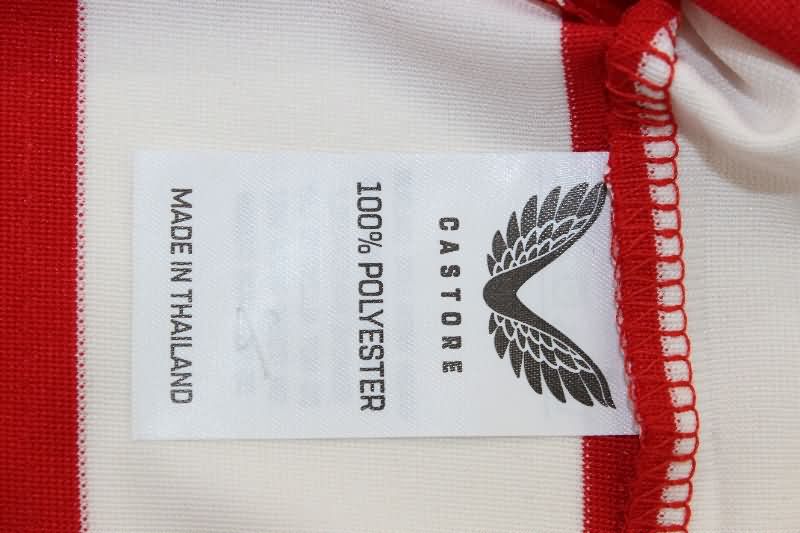 CASTORE
100% POLYESTER
MADE IN THAILAND